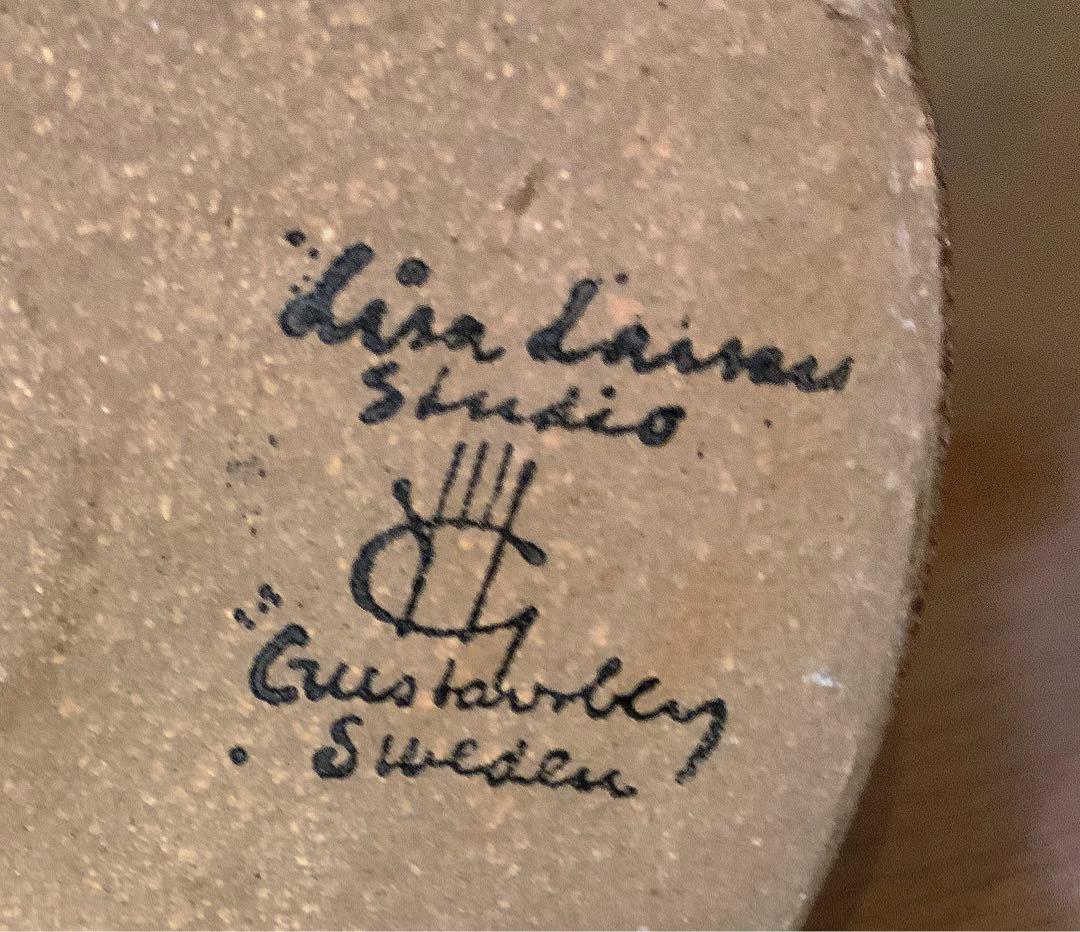 Lisa Larson
Studio
Gustavsberg
Sweden